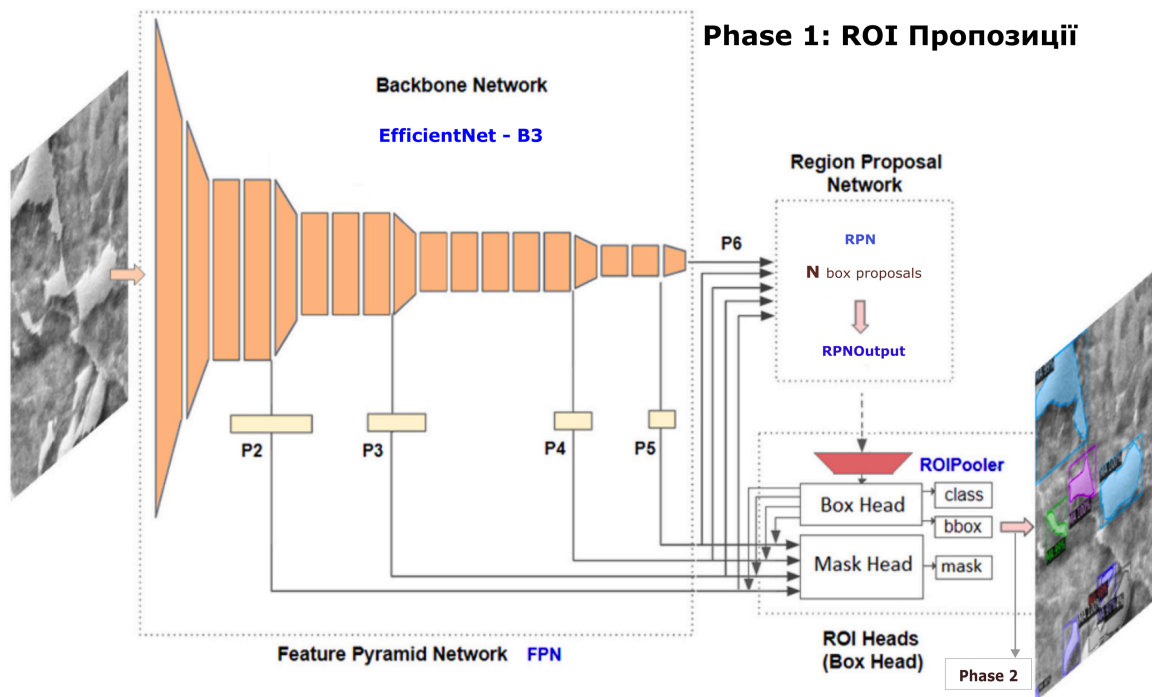 Phase 1: ROI Пропозиції
Backbone Network
EfficientNet - B3
Region Proposal
Network
P6
RPN
N box proposals
RPNOutput
P2
P3
P4
P5
ROIPooler
Box Head
class
bbox
Mask Head
mask
ROI Heads
(Box Head)
Feature Pyramid Network FPN
Phase 2